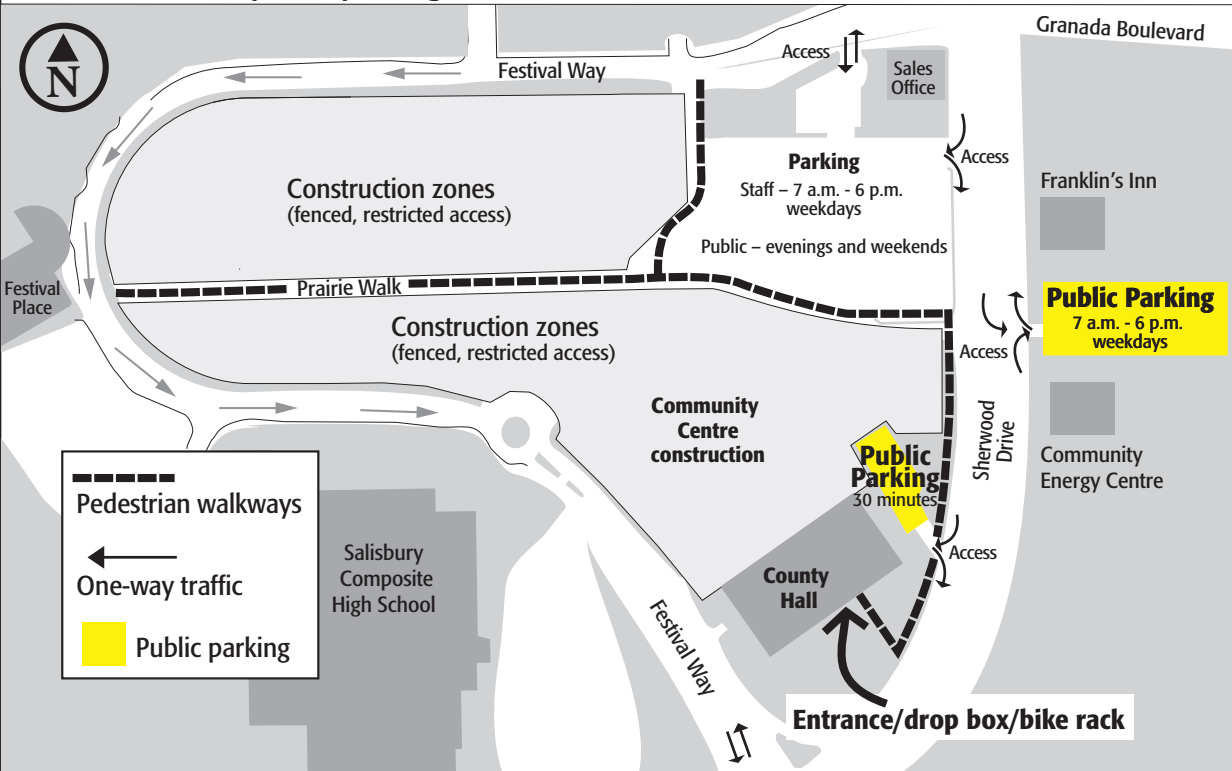 Granada Boulevard
Access
Sales
Office
N
Festival Way
Access
Parking
Staff – 7 a.m. - 6 p.m.
weekdays
Public – evenings and weekends
Franklin's Inn
Construction zones
(fenced, restricted access)
Festival
Place
Prairie Walk
Public Parking
7 a.m. - 6 p.m.
weekdays
Construction zones
(fenced, restricted access)
Access
Community
Centre
construction
Public
Parking
30 minutes
Sherwood
Drive
Community
Energy Centre
Pedestrian walkways
One-way traffic
Public parking
Salisbury
Composite
High School
Access
County
Hall
Festival Way
Entrance/drop box/bike rack